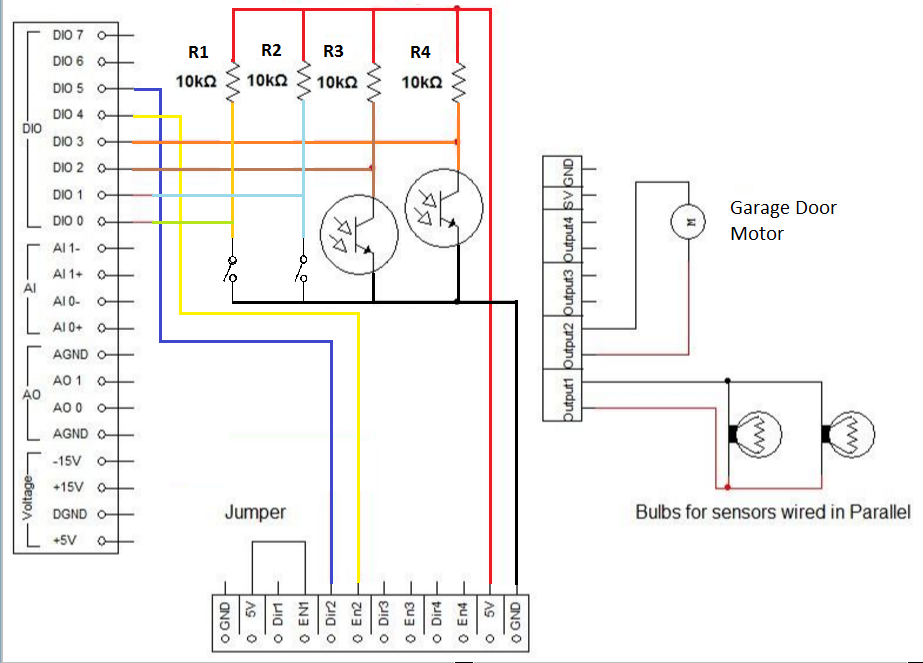 R1
R2
R3
R4
10kΩ
10kΩ
10kΩ
10kΩ
DIO
DIO 7
DIO 6
DIO 5
DIO 4
DIO 3
DIO 2
DIO 1
DIO 0
AI
AI 1-
AI 1+
AI 0-
AI 0+
AO
AGND
AO 1
AO 0
AGND
Voltage
-15V
+15V
DGND
+5V
GND
5V
Output4
Output3
Output2
Output1
M
Garage Door
Motor
Bulbs for sensors wired in Parallel
Jumper
GND
5V
Dir1
EN1
Dir2
En2
Dir3
En3
Dir4
En4
5V
GND